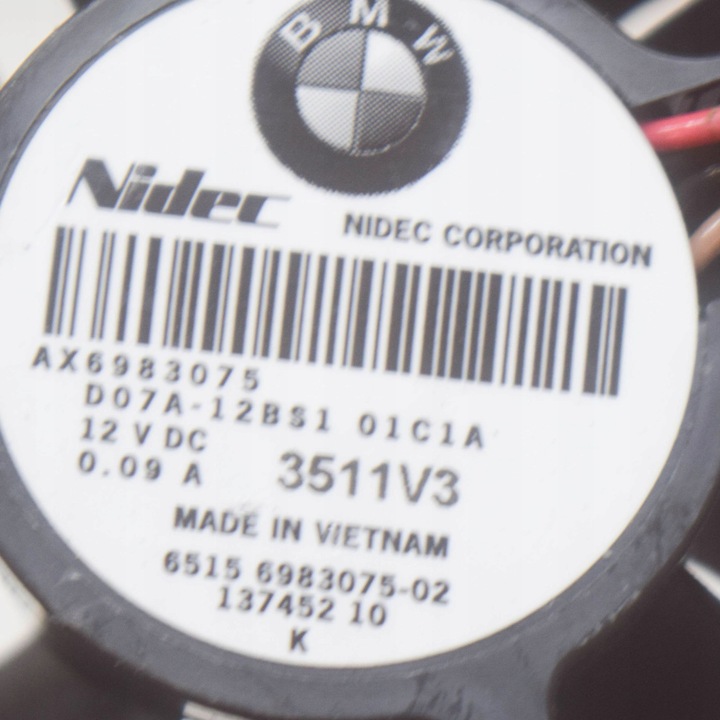 BMW
Nidec
NIDEC CORPORATION
AX6983075
D07A-12BS1 01C1A
12 V DC
0.09 A
3511V3
MADE IN VIETNAM
6515 6983075-02
137452 10
K